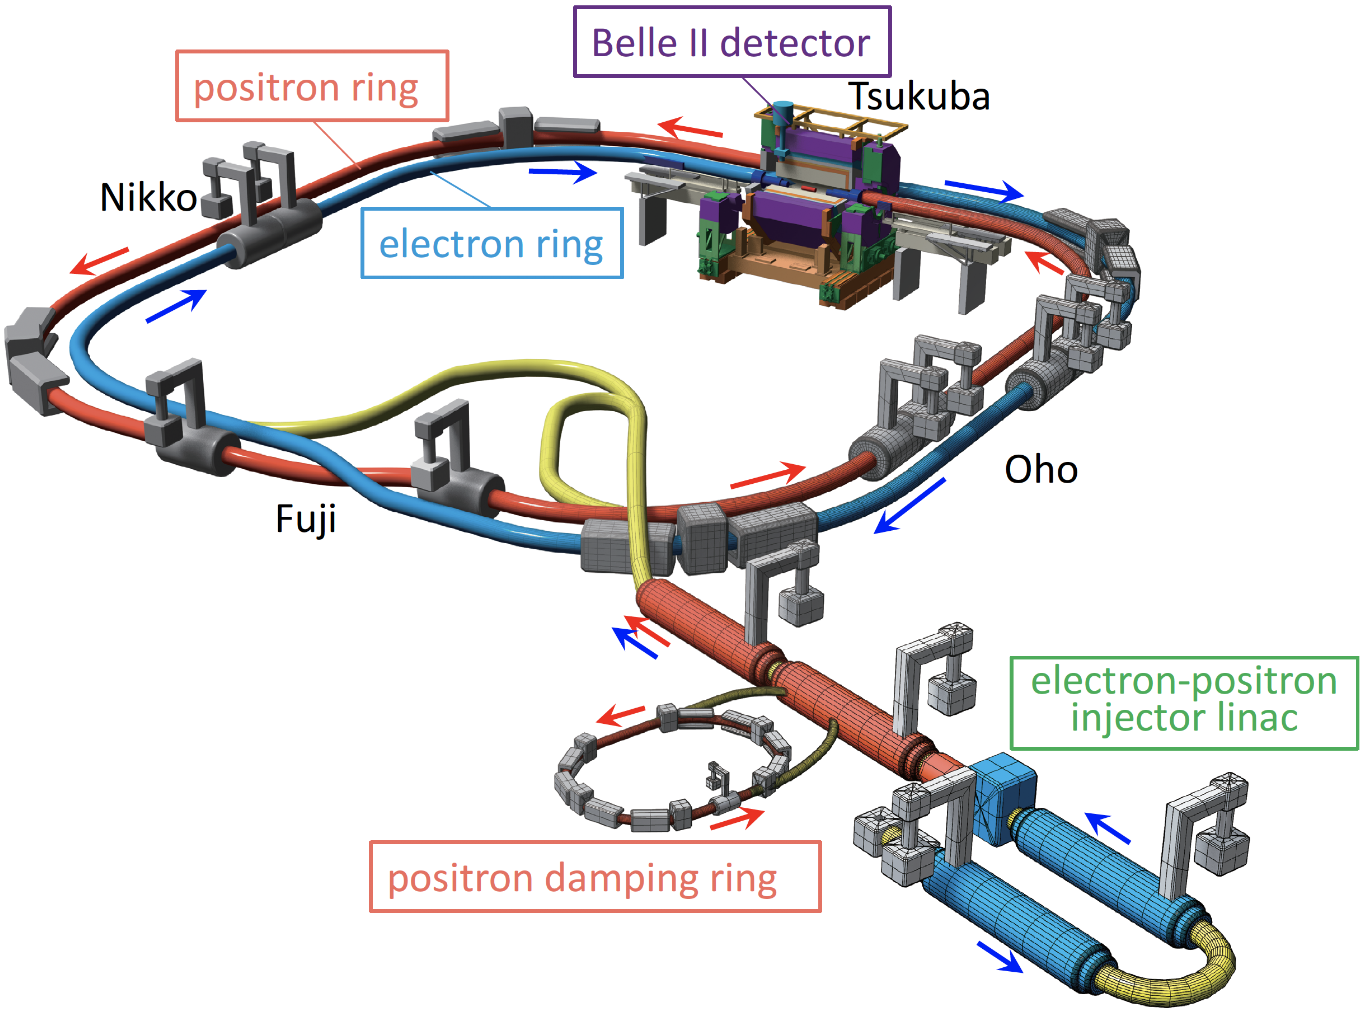 Belle II detector
Tsukuba
positron ring
Nikko
electron ring
Oho
Fuji
electron-positron
injector linac
positron damping ring